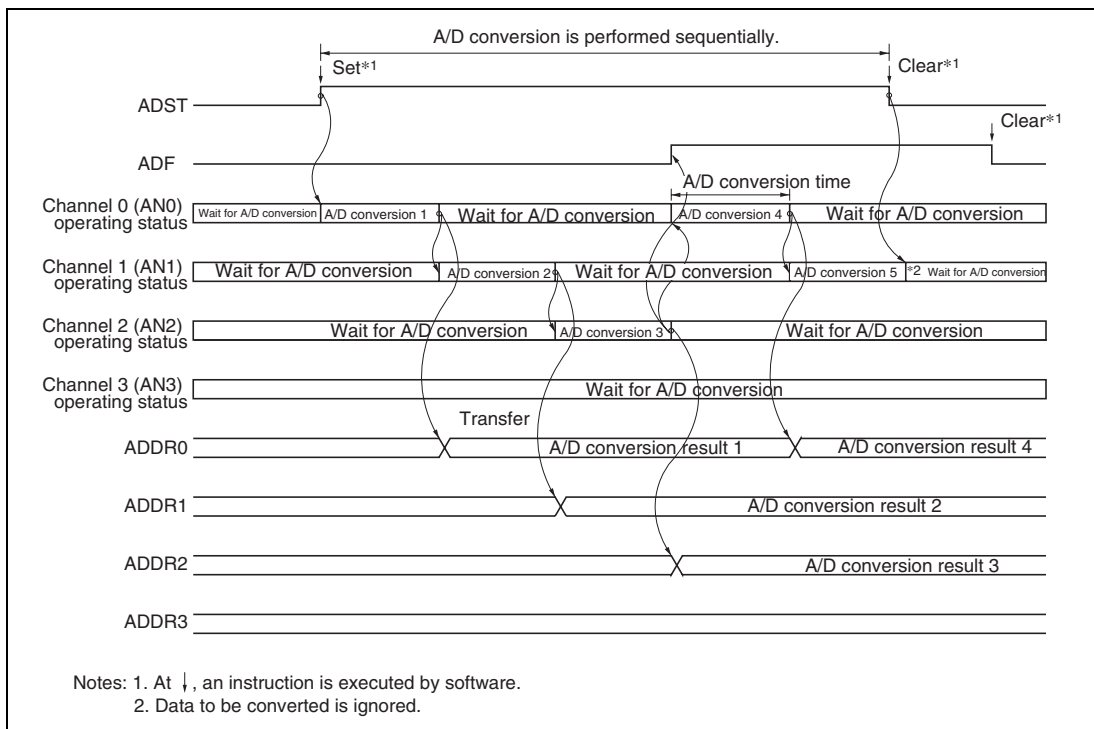 A/D conversion is performed sequentially.
Set*1
Clear*1
ADST
Clear*1
ADF
A/D conversion time
Channel 0 (AN0)
operating status
Wait for A/D conversion
A/D conversion 1
Wait for A/D conversion
A/D conversion 4
Wait for A/D conversion
Channel 1 (AN1)
operating status
Wait for A/D conversion
A/D conversion 2
Wait for A/D conversion
A/D conversion 5
*2 Wait for A/D conversion
Channel 2 (AN2)
operating status
Wait for A/D conversion
A/D conversion 3
Wait for A/D conversion
Channel 3 (AN3)
operating status
Wait for A/D conversion
Transfer
ADDR0
A/D conversion result 1
A/D conversion result 4
ADDR1
A/D conversion result 2
ADDR2
A/D conversion result 3
ADDR3
Notes: 1. At ↓, an instruction is executed by software.
2. Data to be converted is ignored.